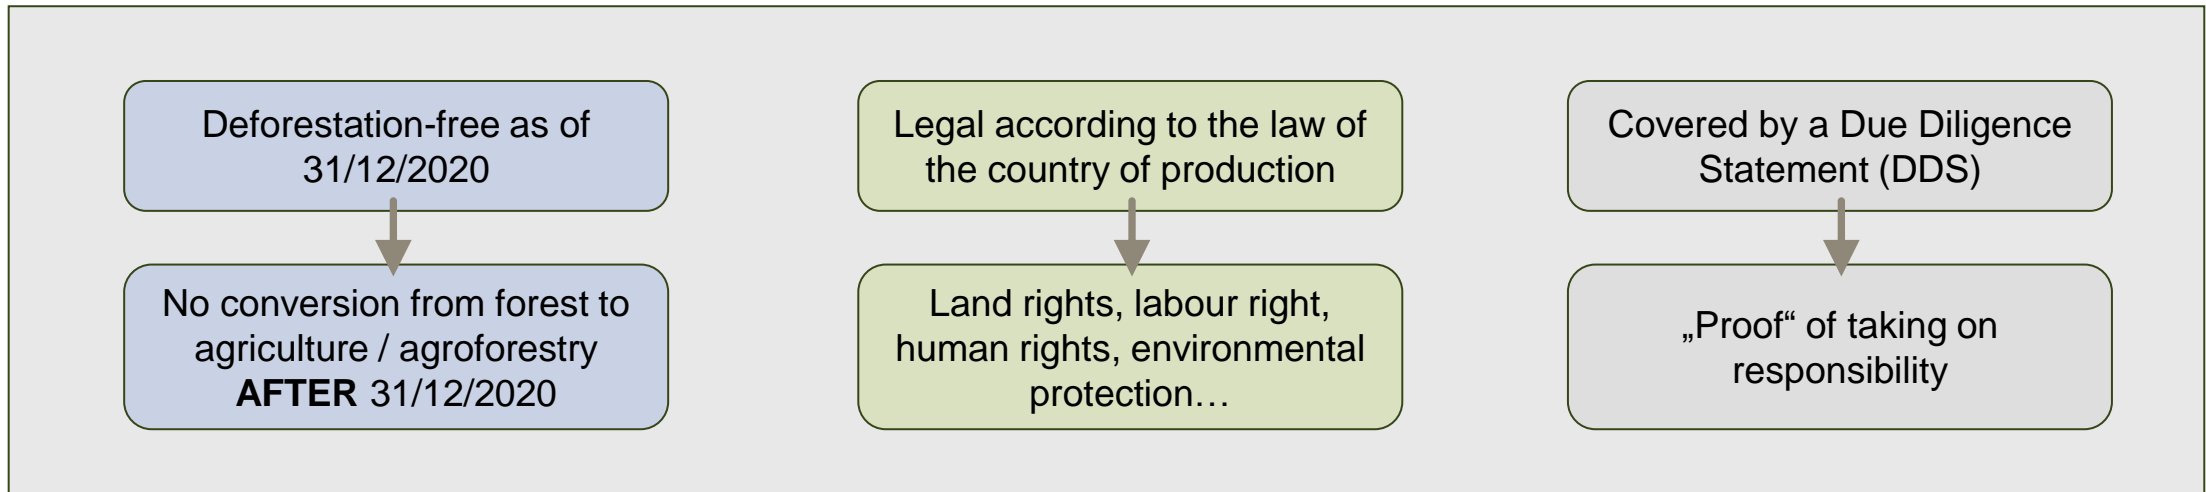 Deforestation-free as of
31/12/2020
No conversion from forest to
agriculture / agroforestry
AFTER 31/12/2020
Legal according to the law of
the country of production
Land rights, labour right,
human rights, environmental
protection…
Covered by a Due Diligence
Statement (DDS)
„Proof“ of taking on
responsibility